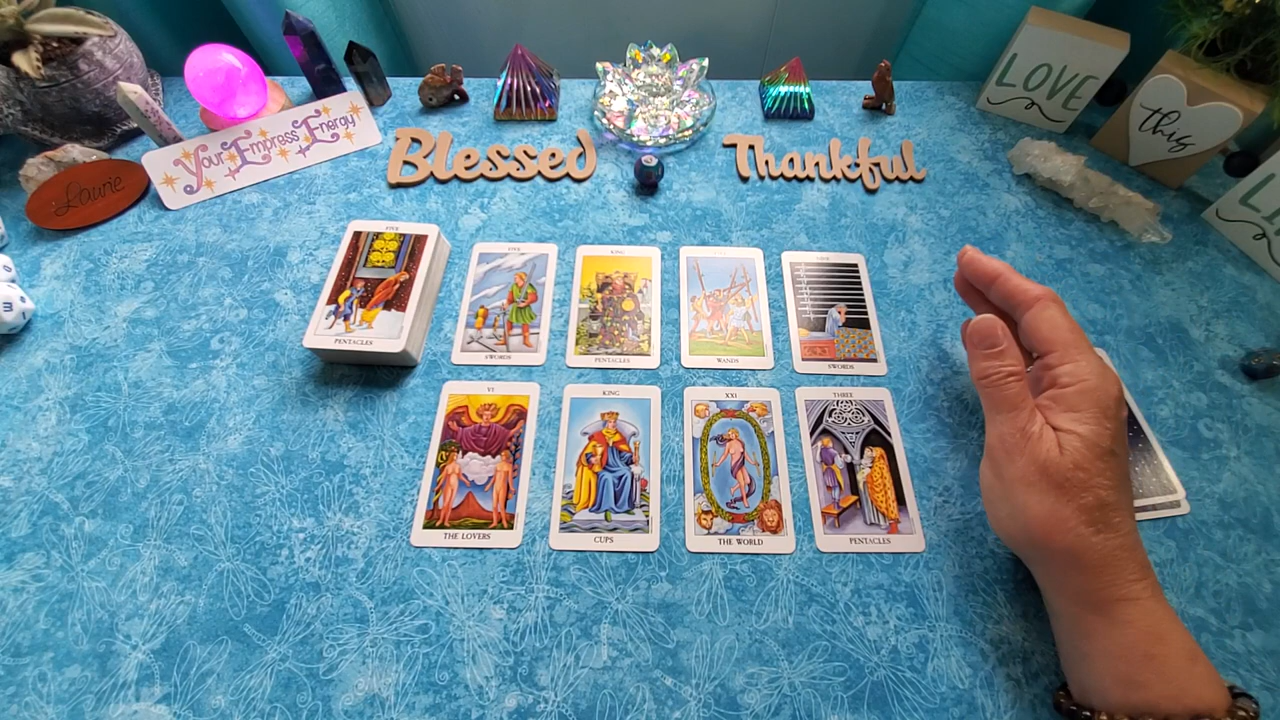 Your Empress Energy
Laurie
Blessed
Thankful
LOVE
this
LI
FIVE
PENTACLES
FIVE
SWORDS
KING
PENTACLES
WANDS
SWORDS
VI
THE LOVERS
KING
CUPS
XXI
THE WORLD
THREE
PENTACLES